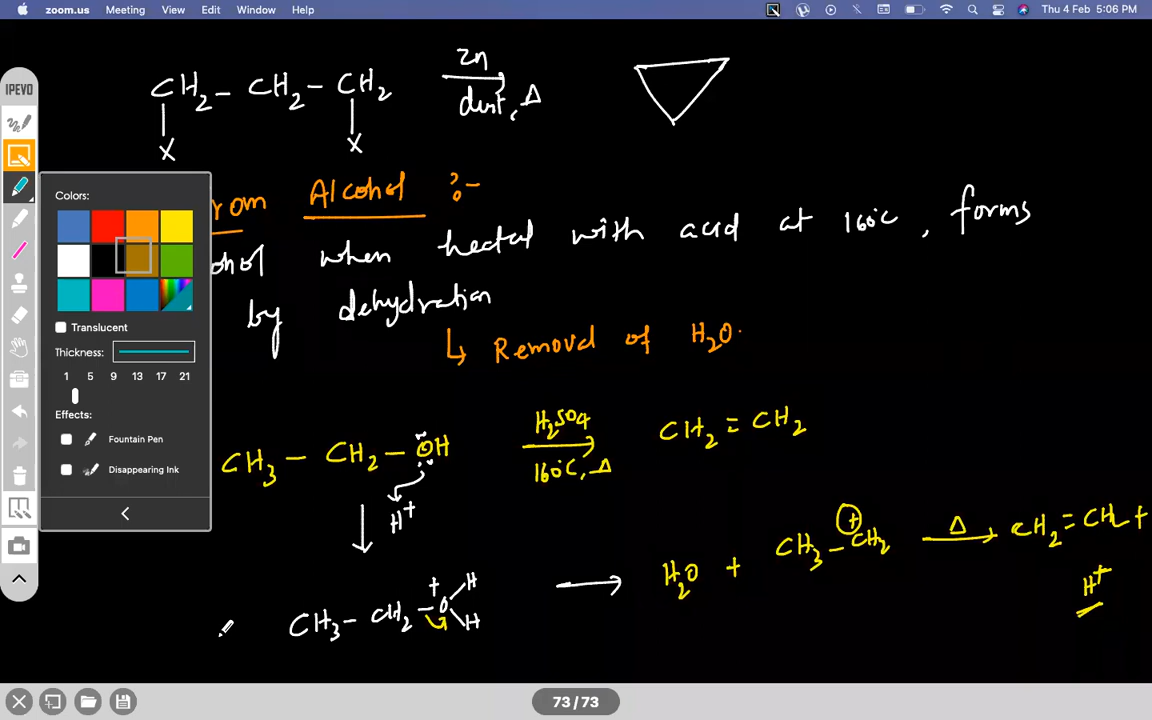 zoom.us Meeting View Edit Window Help Thu 4 Feb 5:06 PM
IPEVO
CH2 - CH2 - CH2
X X
Zn
dust, Δ
Colors:
Translucent
Thickness:
1 5 9 13 17 21
Effects:
Fountain Pen
Disappearing Ink
rom Alcohol :-
ohol when heated with acid at 160°C, forms
by dehydration
↳ Removal of H2O.
CH3 - CH2 - OH
H2SO4
160°C, Δ
CH2 = CH2
H+
CH3 - CH2 - O + H H
→ H2O + CH3 - CH2 + Δ → CH2 = CH2 +
H+
73 / 73